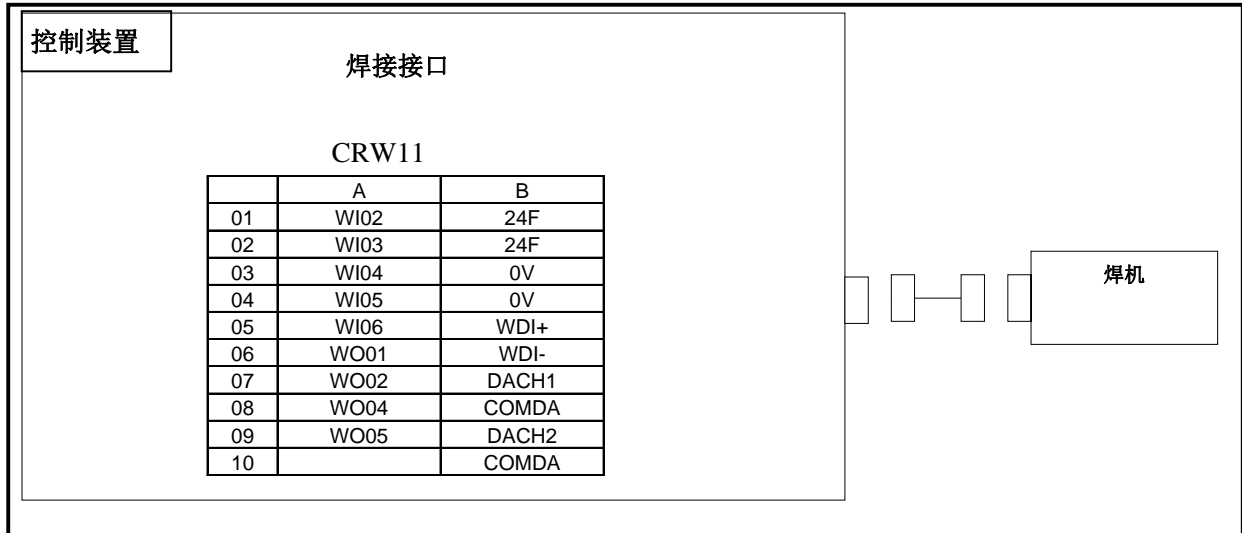 控制装置
焊接接口
CRW11
A B
01 WI02 24F
02 WI03 24F
03 WI04 0V
04 WI05 0V
05 WI06 WDI+
06 WO01 WDI-
07 WO02 DACH1
08 WO04 COMDA
09 WO05 DACH2
10 COMDA
焊机